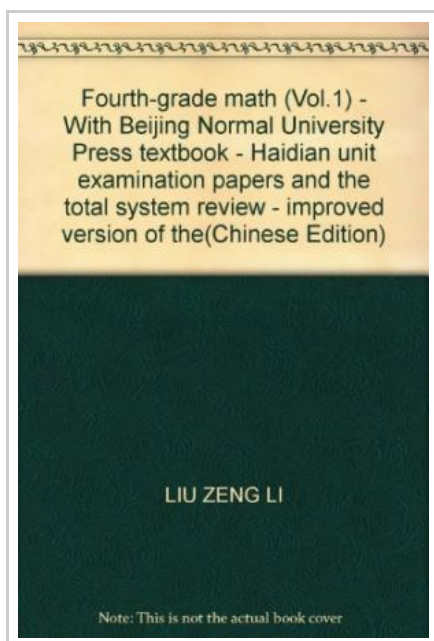 Fourth-grade math (Vol.1) -
With Beijing Normal University
Press textbook - Haidian unit
examination papers and the
total system review - improved
version of the(Chinese Edition)
LIU ZENG LI
Note: This is not the actual book cover